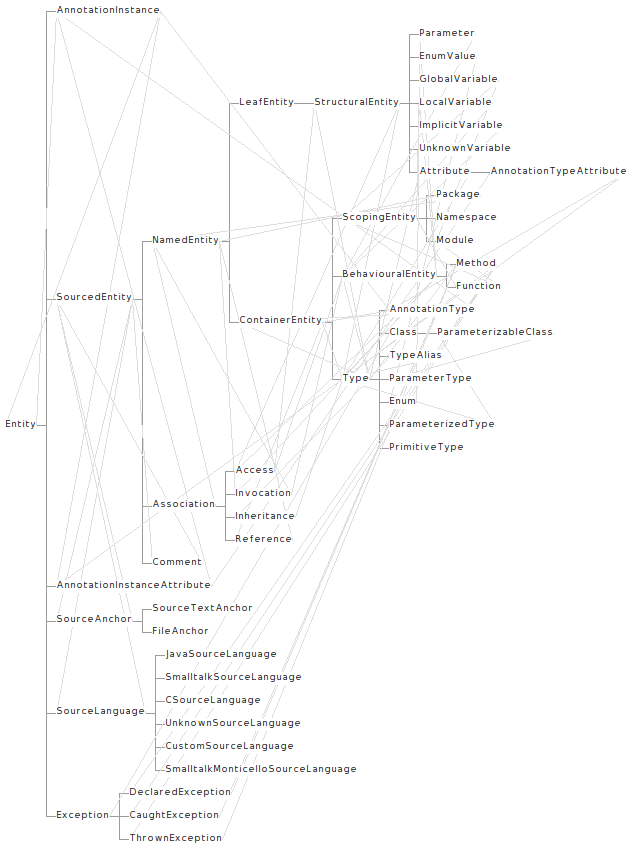 AnnotationInstance
Parameter
EnumValue
GlobalVariable
LeafEntity
StructuralEntity
LocalVariable
ImplicitVariable
UnknownVariable
Attribute
AnnotationTypeAttribute
Package
ScopingEntity
Namespace
NamedEntity
Module
Method
BehaviouralEntity
Function
SourcedEntity
AnnotationType
ContainerEntity
Class
ParameterizableClass
TypeAlias
Type
ParameterType
Enum
Entity
ParameterizedType
PrimitiveType
Access
Invocation
Association
Inheritance
Reference
Comment
AnnotationInstanceAttribute
SourceTextAnchor
SourceAnchor
FileAnchor
JavaSourceLanguage
SmalltalkSourceLanguage
CSourceLanguage
SourceLanguage
UnknownSourceLanguage
CustomSourceLanguage
SmalltalkMonticelloSourceLanguage
DeclaredException
Exception
CaughtException
ThrownException